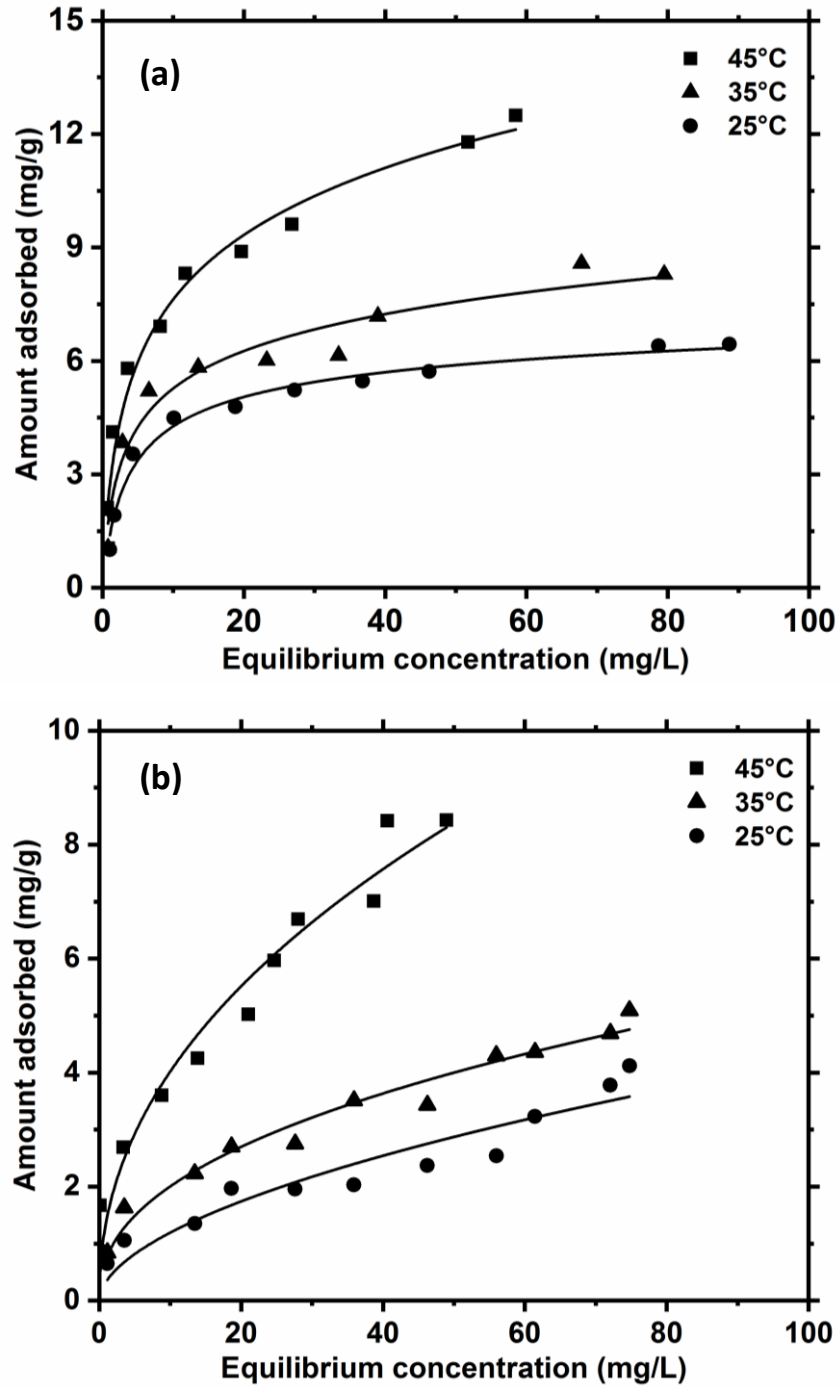 15
(a)
45°C
35°C
25°C
12
9
6
3
0
Amount adsorbed (mg/g)
0 20 40 60 80 100
Equilibrium concentration (mg/L)
10
(b)
45°C
35°C
25°C
8
6
4
2
0
Amount adsorbed (mg/g)
0 20 40 60 80 100
Equilibrium concentration (mg/L)